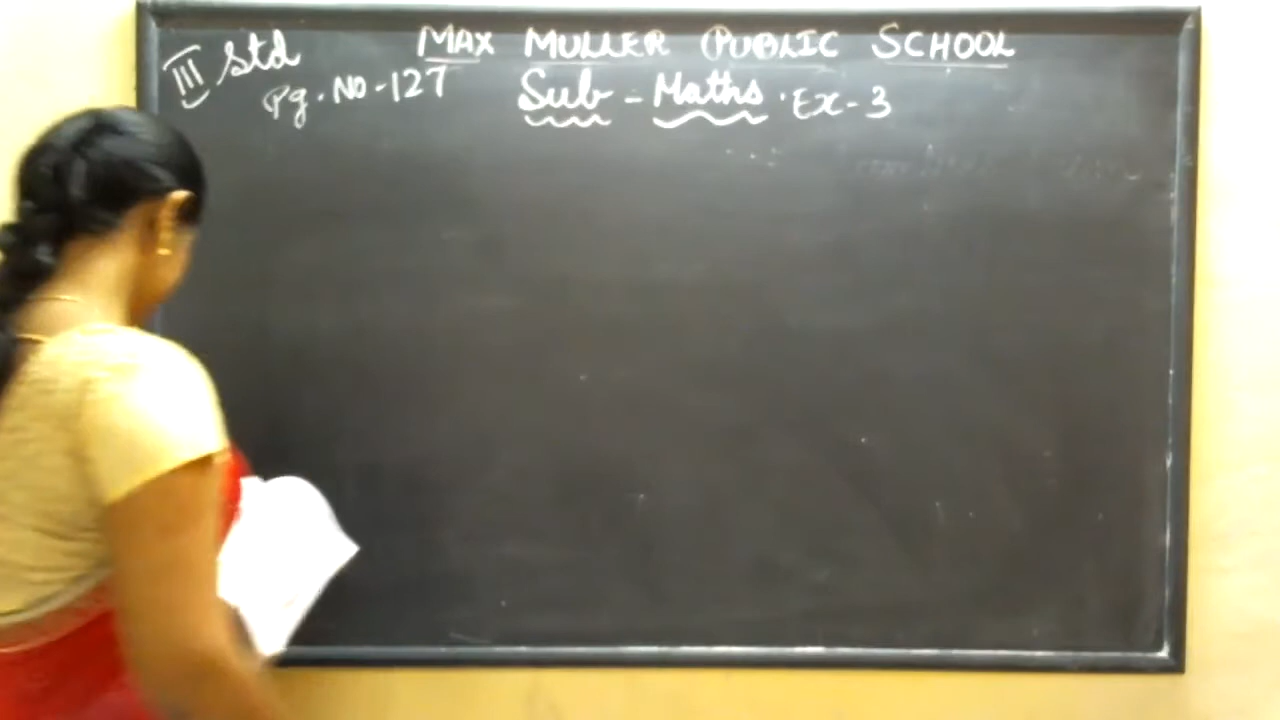 III Std MAX MULLER PUBLIC SCHOOL
Pg. No-127 Sub - Maths . Ex-3